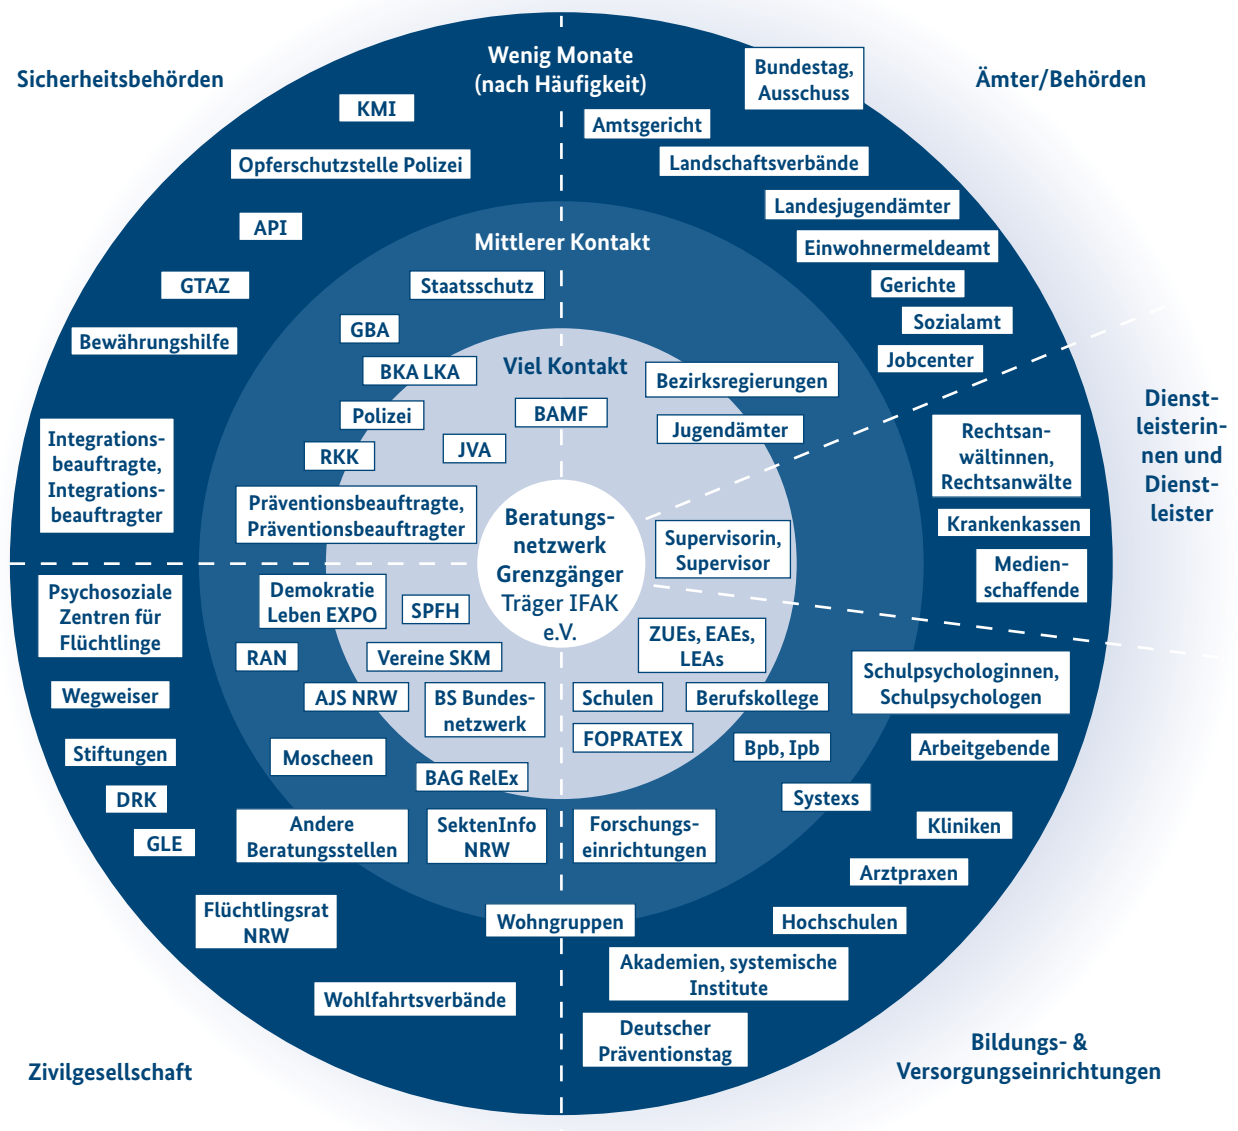 Sicherheitsbehörden
Wenig Monate
(nach Häufigkeit)
Ämter/Behörden
KMI
Opferschutzstelle Polizei
API
GTAZ
Bewährungshilfe
Integrations-
beauftragte,
Integrations-
beauftragter
Bundestag,
Ausschuss
Amtsgericht
Landschaftsverbände
Landesjugendämter
Einwohnermeldeamt
Gerichte
Sozialamt
Jobcenter
Mittlerer Kontakt
Staatsschutz
GBA
BKA LKA
Polizei
RKK
Präventionsbeauftragte,
Präventionsbeauftragter
Viel Kontakt
BAMF
JVA
Bezirksregierungen
Jugendämter
Dienst-
leisterin-
nen und
Dienst-
leister
Rechtsan-
wältinnen,
Rechtsanwälte
Krankenkassen
Medien-
schaffende
Supervisorin,
Supervisor
Beratungs-
netzwerk
Grenzgänger
Träger IFAK
e.V.
Psychosoziale
Zentren für
Flüchtlinge
Wegweiser
Stiftungen
DRK
GLE
Flüchtlingsrat
NRW
Wohlfahrtsverbände
Demokratie
Leben EXPO
SPFH
RAN
Vereine SKM
AJS NRW
BS Bundes-
netzwerk
Moscheen
BAG RelEx
Andere
Beratungsstellen
SektenInfo
NRW
Wohngruppen
ZUEs, EAEs,
LEAs
Schulen
Berufskollege
FOPRATEX
Bpb, Ipb
Systexs
Forschungs-
einrichtungen
Schulpsychologinnen,
Schulpsychologen
Arbeitgebende
Kliniken
Arztpraxen
Hochschulen
Akademien, systemische
Institute
Deutscher
Präventionstag
Zivilgesellschaft
Bildungs- &
Versorgungseinrichtungen